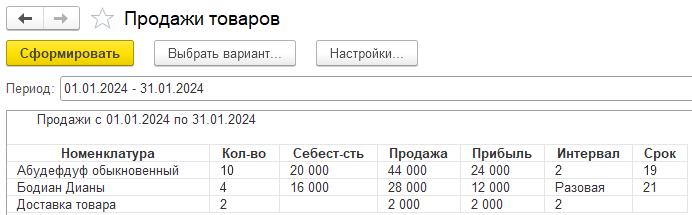 Продажи товаров
Сформировать Выбрать вариант... Настройки...
Период: 01.01.2024 - 31.01.2024
Продажи с 01.01.2024 по 31.01.2024
Номенклатура Кол-во Себест-сть Продажа Прибыль Интервал Срок
Абудефдуф обыкновенный 10 20 000 44 000 24 000 2 19
Бодиан Дианы 4 16 000 28 000 12 000 Разовая 21
Доставка товара 2 2 000 2 000 2